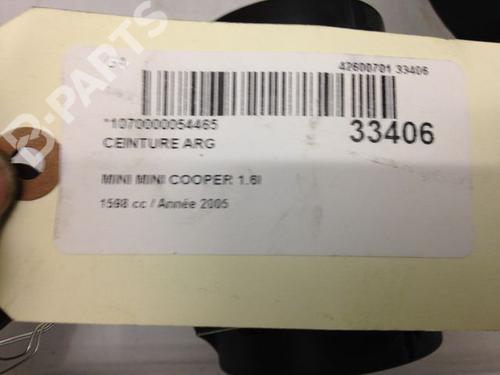 42600701 33406
*1070000054465
33406
CEINTURE ARG
MINI MINI COOPER 1.6I
1598 cc / Année 2005
B-PARTS